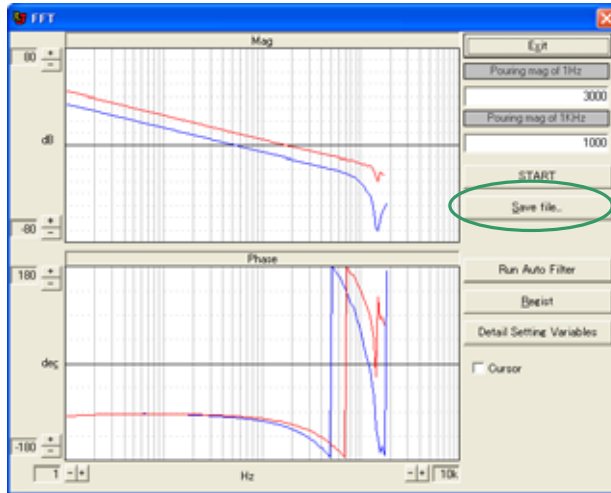 FFT
Mag
80
dB
-80
Phase
180
deg
-180
1
Hz
10k
Exit
Pouring mag of 1Hz
3000
Pouring mag of 1KHz
1000
START
Save file..
Run Auto Filter
Regist
Detail Setting Variables
Cursor